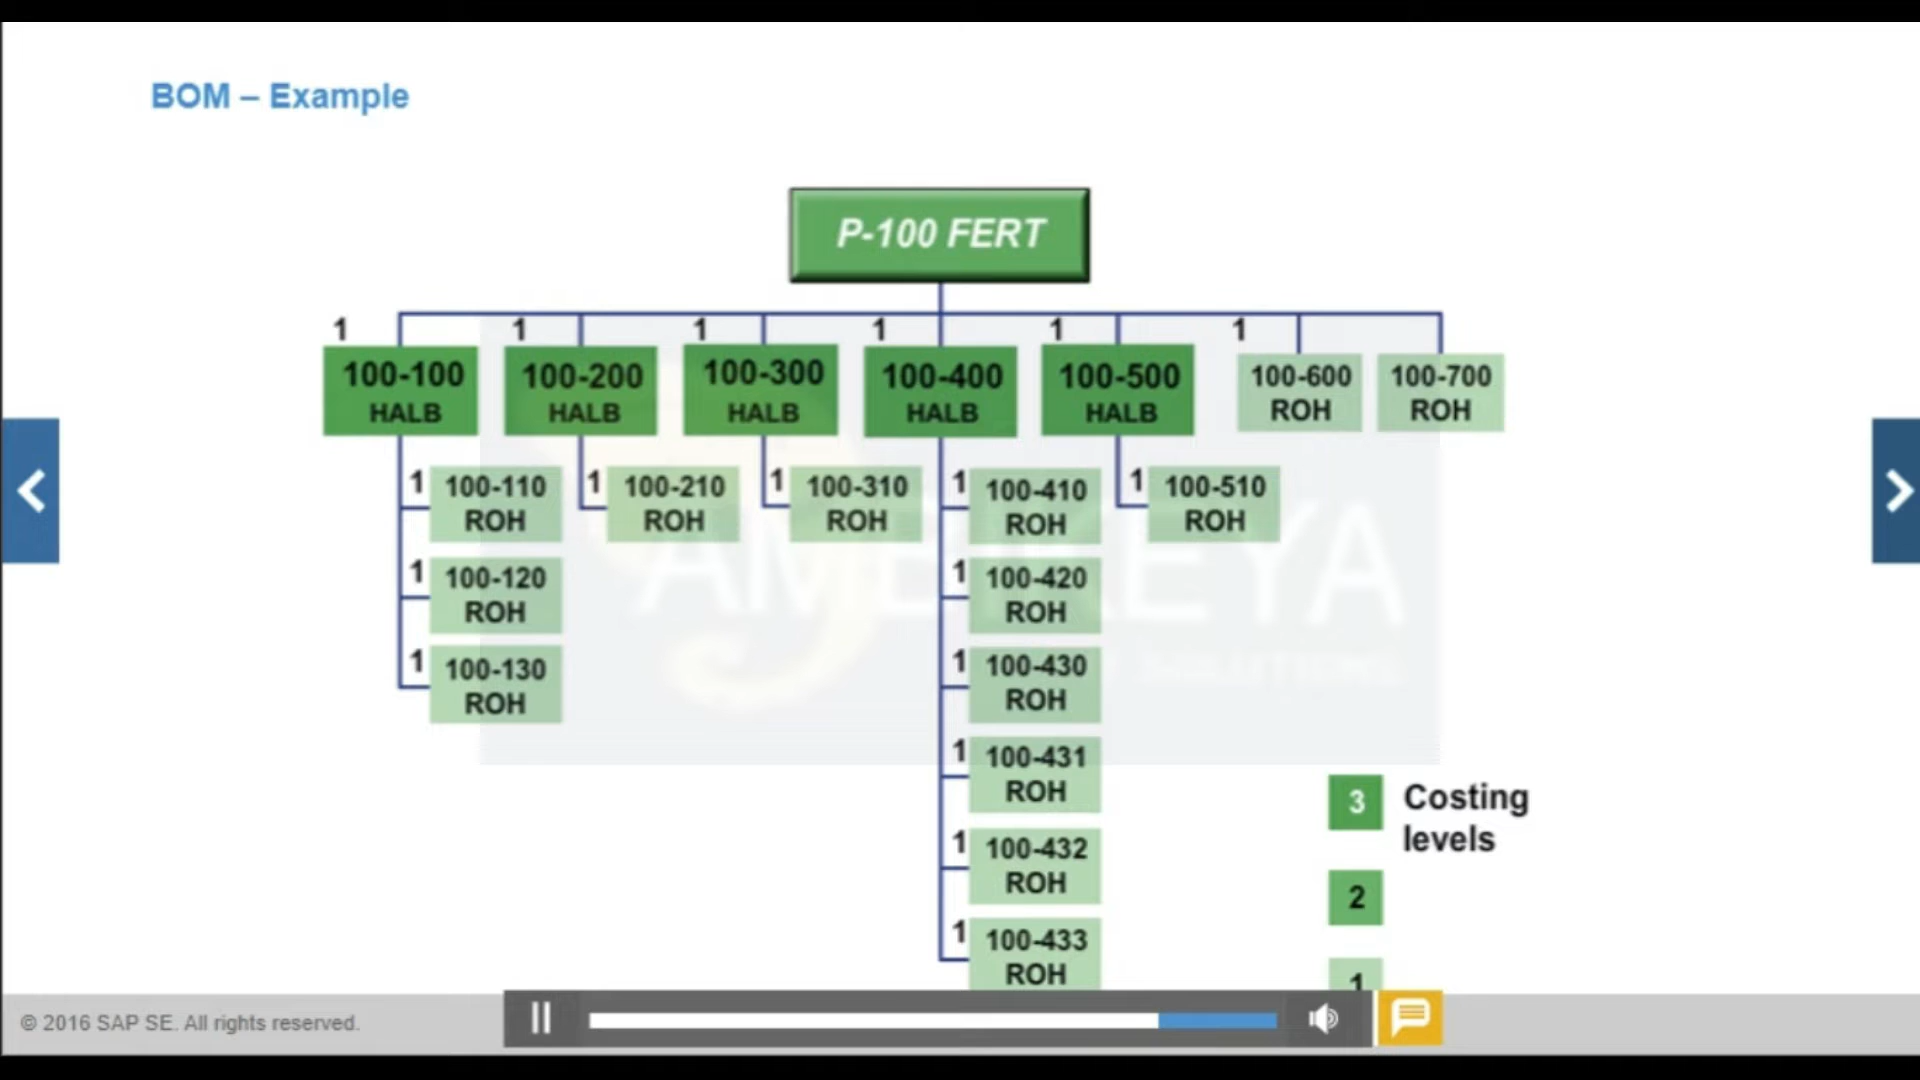 BOM – Example
P-100 FERT
1
1
1
1
1
1
100-100
HALB
100-200
HALB
100-300
HALB
100-400
HALB
100-500
HALB
100-600
ROH
100-700
ROH
1
100-110
ROH
1
100-120
ROH
1
100-130
ROH
1
100-210
ROH
1
100-310
ROH
1
100-410
ROH
1
100-420
ROH
1
100-430
ROH
1
100-431
ROH
1
100-432
ROH
1
100-433
ROH
1
100-510
ROH
3
Costing
levels
2
1
© 2016 SAP SE. All rights reserved.